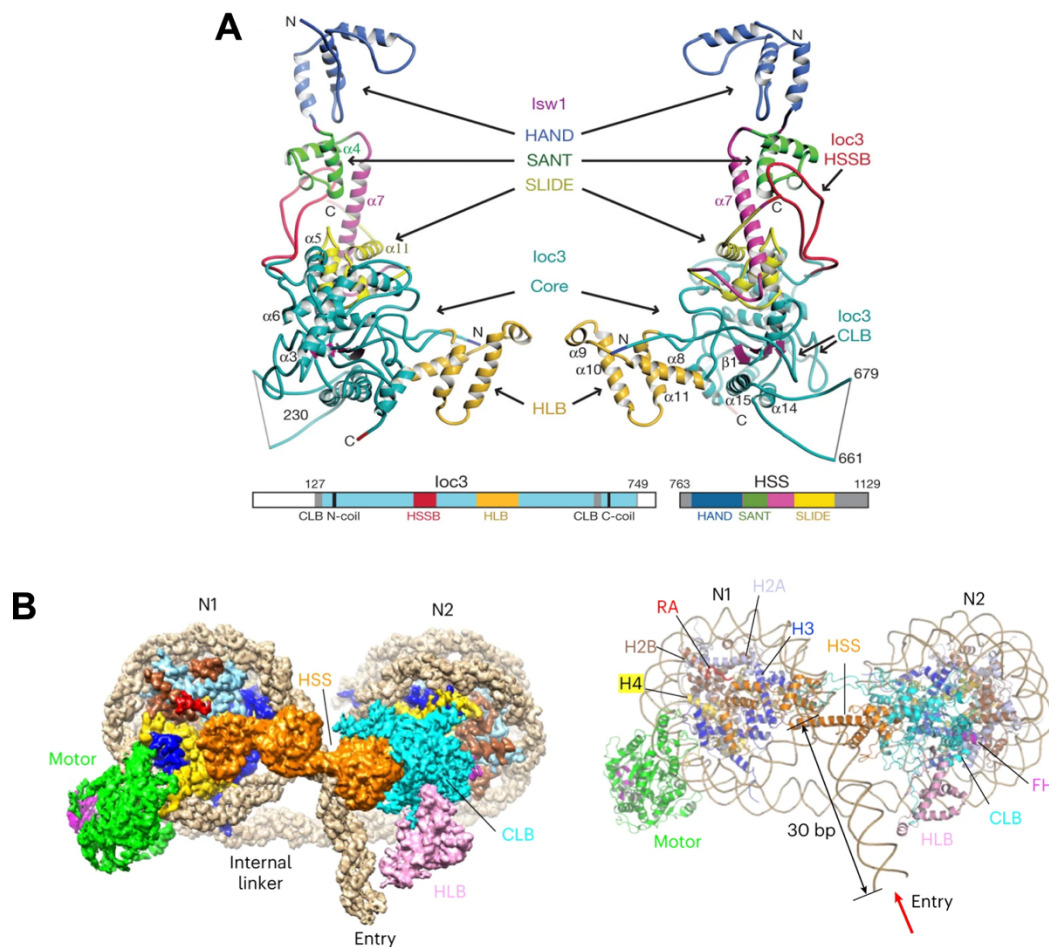 A
N
N
Isw1
HAND
SANT
SLIDE
Ioc3
HSSB
α4
α7
α7
C
C
α5
α11
Ioc3
Core
α6
α3
N
N
α9
α10
α8
α11
β1
Ioc3
CLB
α15
α14
679
661
230
HLB
C
C
127 Ioc3 749
CLB N-coil HSSB HLB CLB C-coil
763 HSS 1129
HAND SANT SLIDE
B
N1
N2
HSS
Motor
CLB
Internal
linker
HLB
Entry
N1
H2A
N2
RA
H3
HSS
H2B
H4
Motor
30 bp
FH
CLB
HLB
Entry